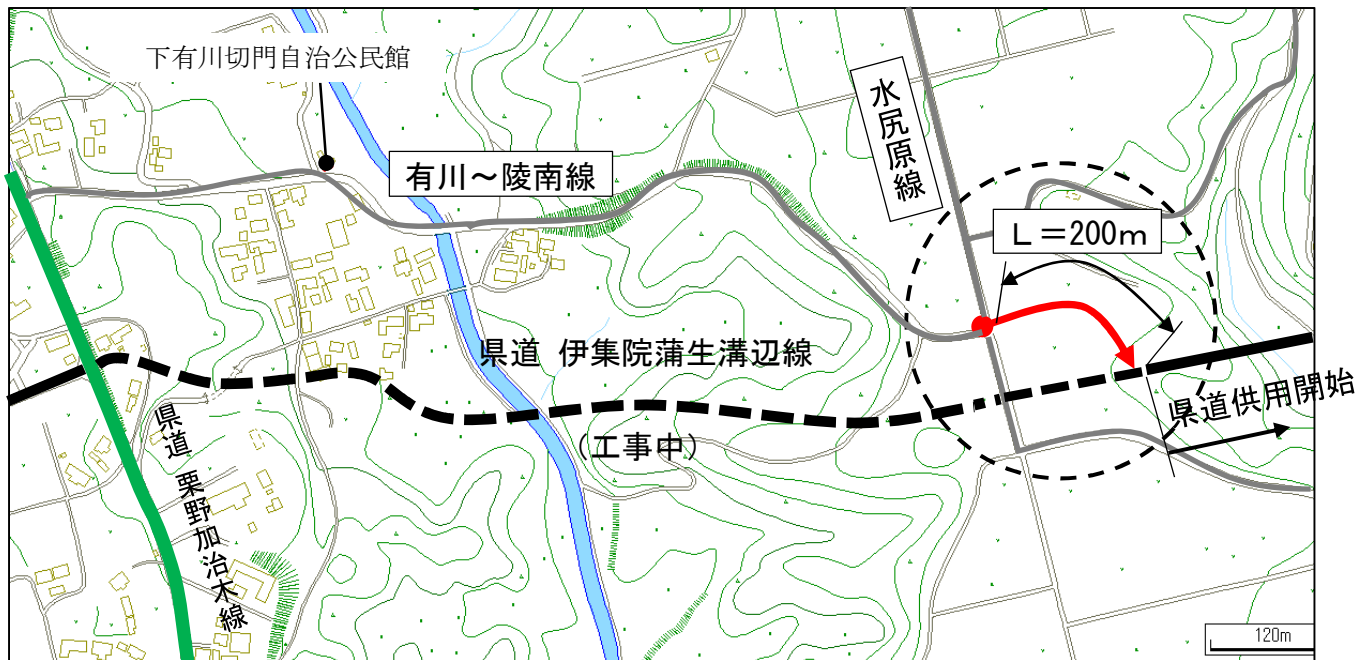 下有川切門自治公民館
水尻原線
有川～陵南線
L＝200m
県道 伊集院蒲生溝辺線
県道供用開始
(工事中)
県道 栗野加治木線
120m